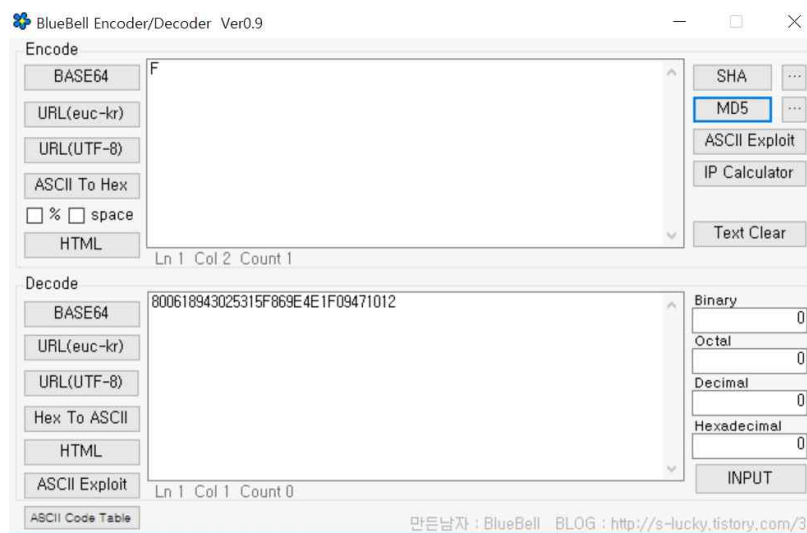 BlueBell Encoder/Decoder Ver0.9
Encode
BASE64
URL(euc-kr)
URL(UTF-8)
ASCII To Hex
% space
HTML
F
Ln 1 Col 2 Count 1
SHA ...
MD5 ...
ASCII Exploit
IP Calculator
Text Clear
Decode
BASE64
URL(euc-kr)
URL(UTF-8)
Hex To ASCII
HTML
ASCII Exploit
ASCII Code Table
800618943025315F869E4E1F09471012
Ln 1 Col 1 Count 0
Binary
0
Octal
0
Decimal
0
Hexadecimal
0
INPUT
만든남자 : BlueBell BLOG : http://s-lucky.tistory.com/3